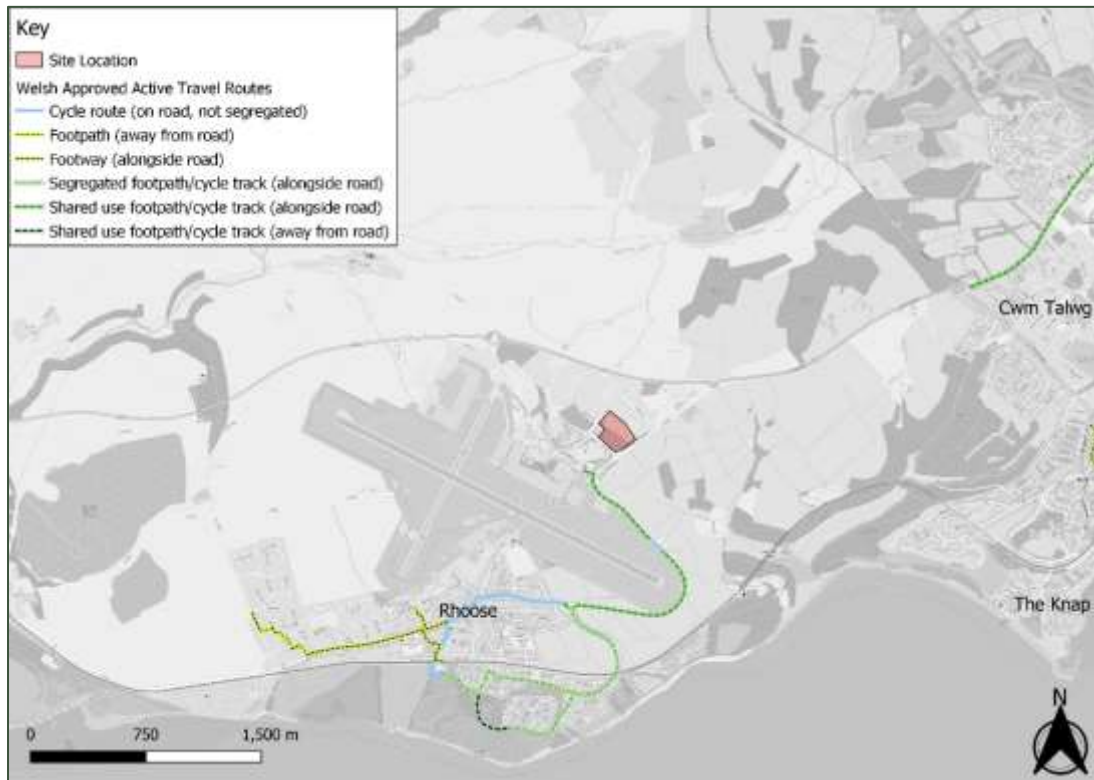 Key
Site Location
Welsh Approved Active Travel Routes
Cycle route (on road, not segregated)
Footpath (away from road)
Footway (alongside road)
Segregated footpath/cycle track (alongside road)
Shared use footpath/cycle track (alongside road)
Shared use footpath/cycle track (away from road)
Cwm Talwg
Rhoose
The Knap
N
0 750 1,500 m